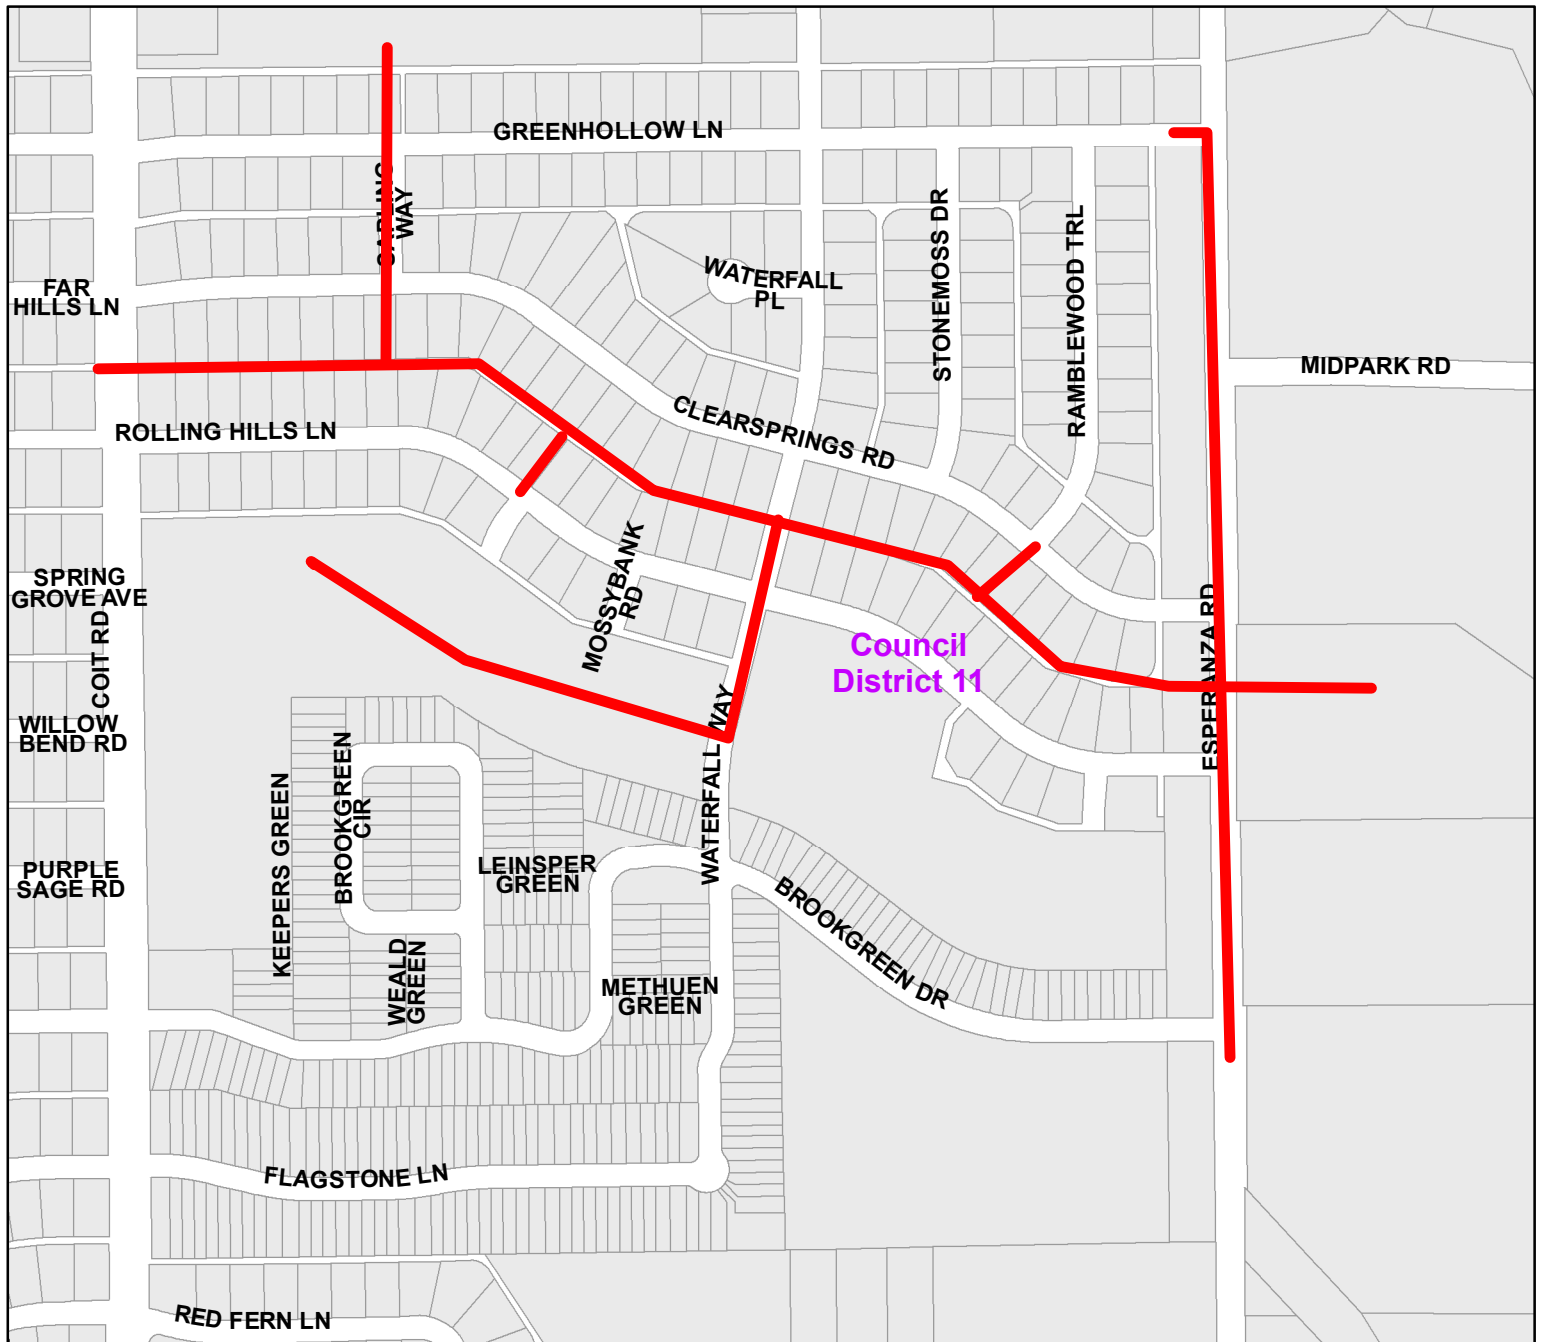 GREENHOLLOW LN
WAY
WATERFALL
PL
STONEMOSS DR
RAMBLEWOOD TRL
FAR
HILLS LN
MIDPARK RD
CLEARSPRINGS RD
ROLLING HILLS LN
MOSSYBANK
RD
SPRING
GROVE AVE
COIT RD
ESPERANZA RD
Council
District 11
WILLOW
BEND RD
WATERFALL WAY
KEEPERS GREEN
BROOKGREEN
CIR
LEINSPER
GREEN
PURPLE
SAGE RD
BROOKGREEN DR
WEALD
GREEN
METHUEN
GREEN
FLAGSTONE LN
RED FERN LN